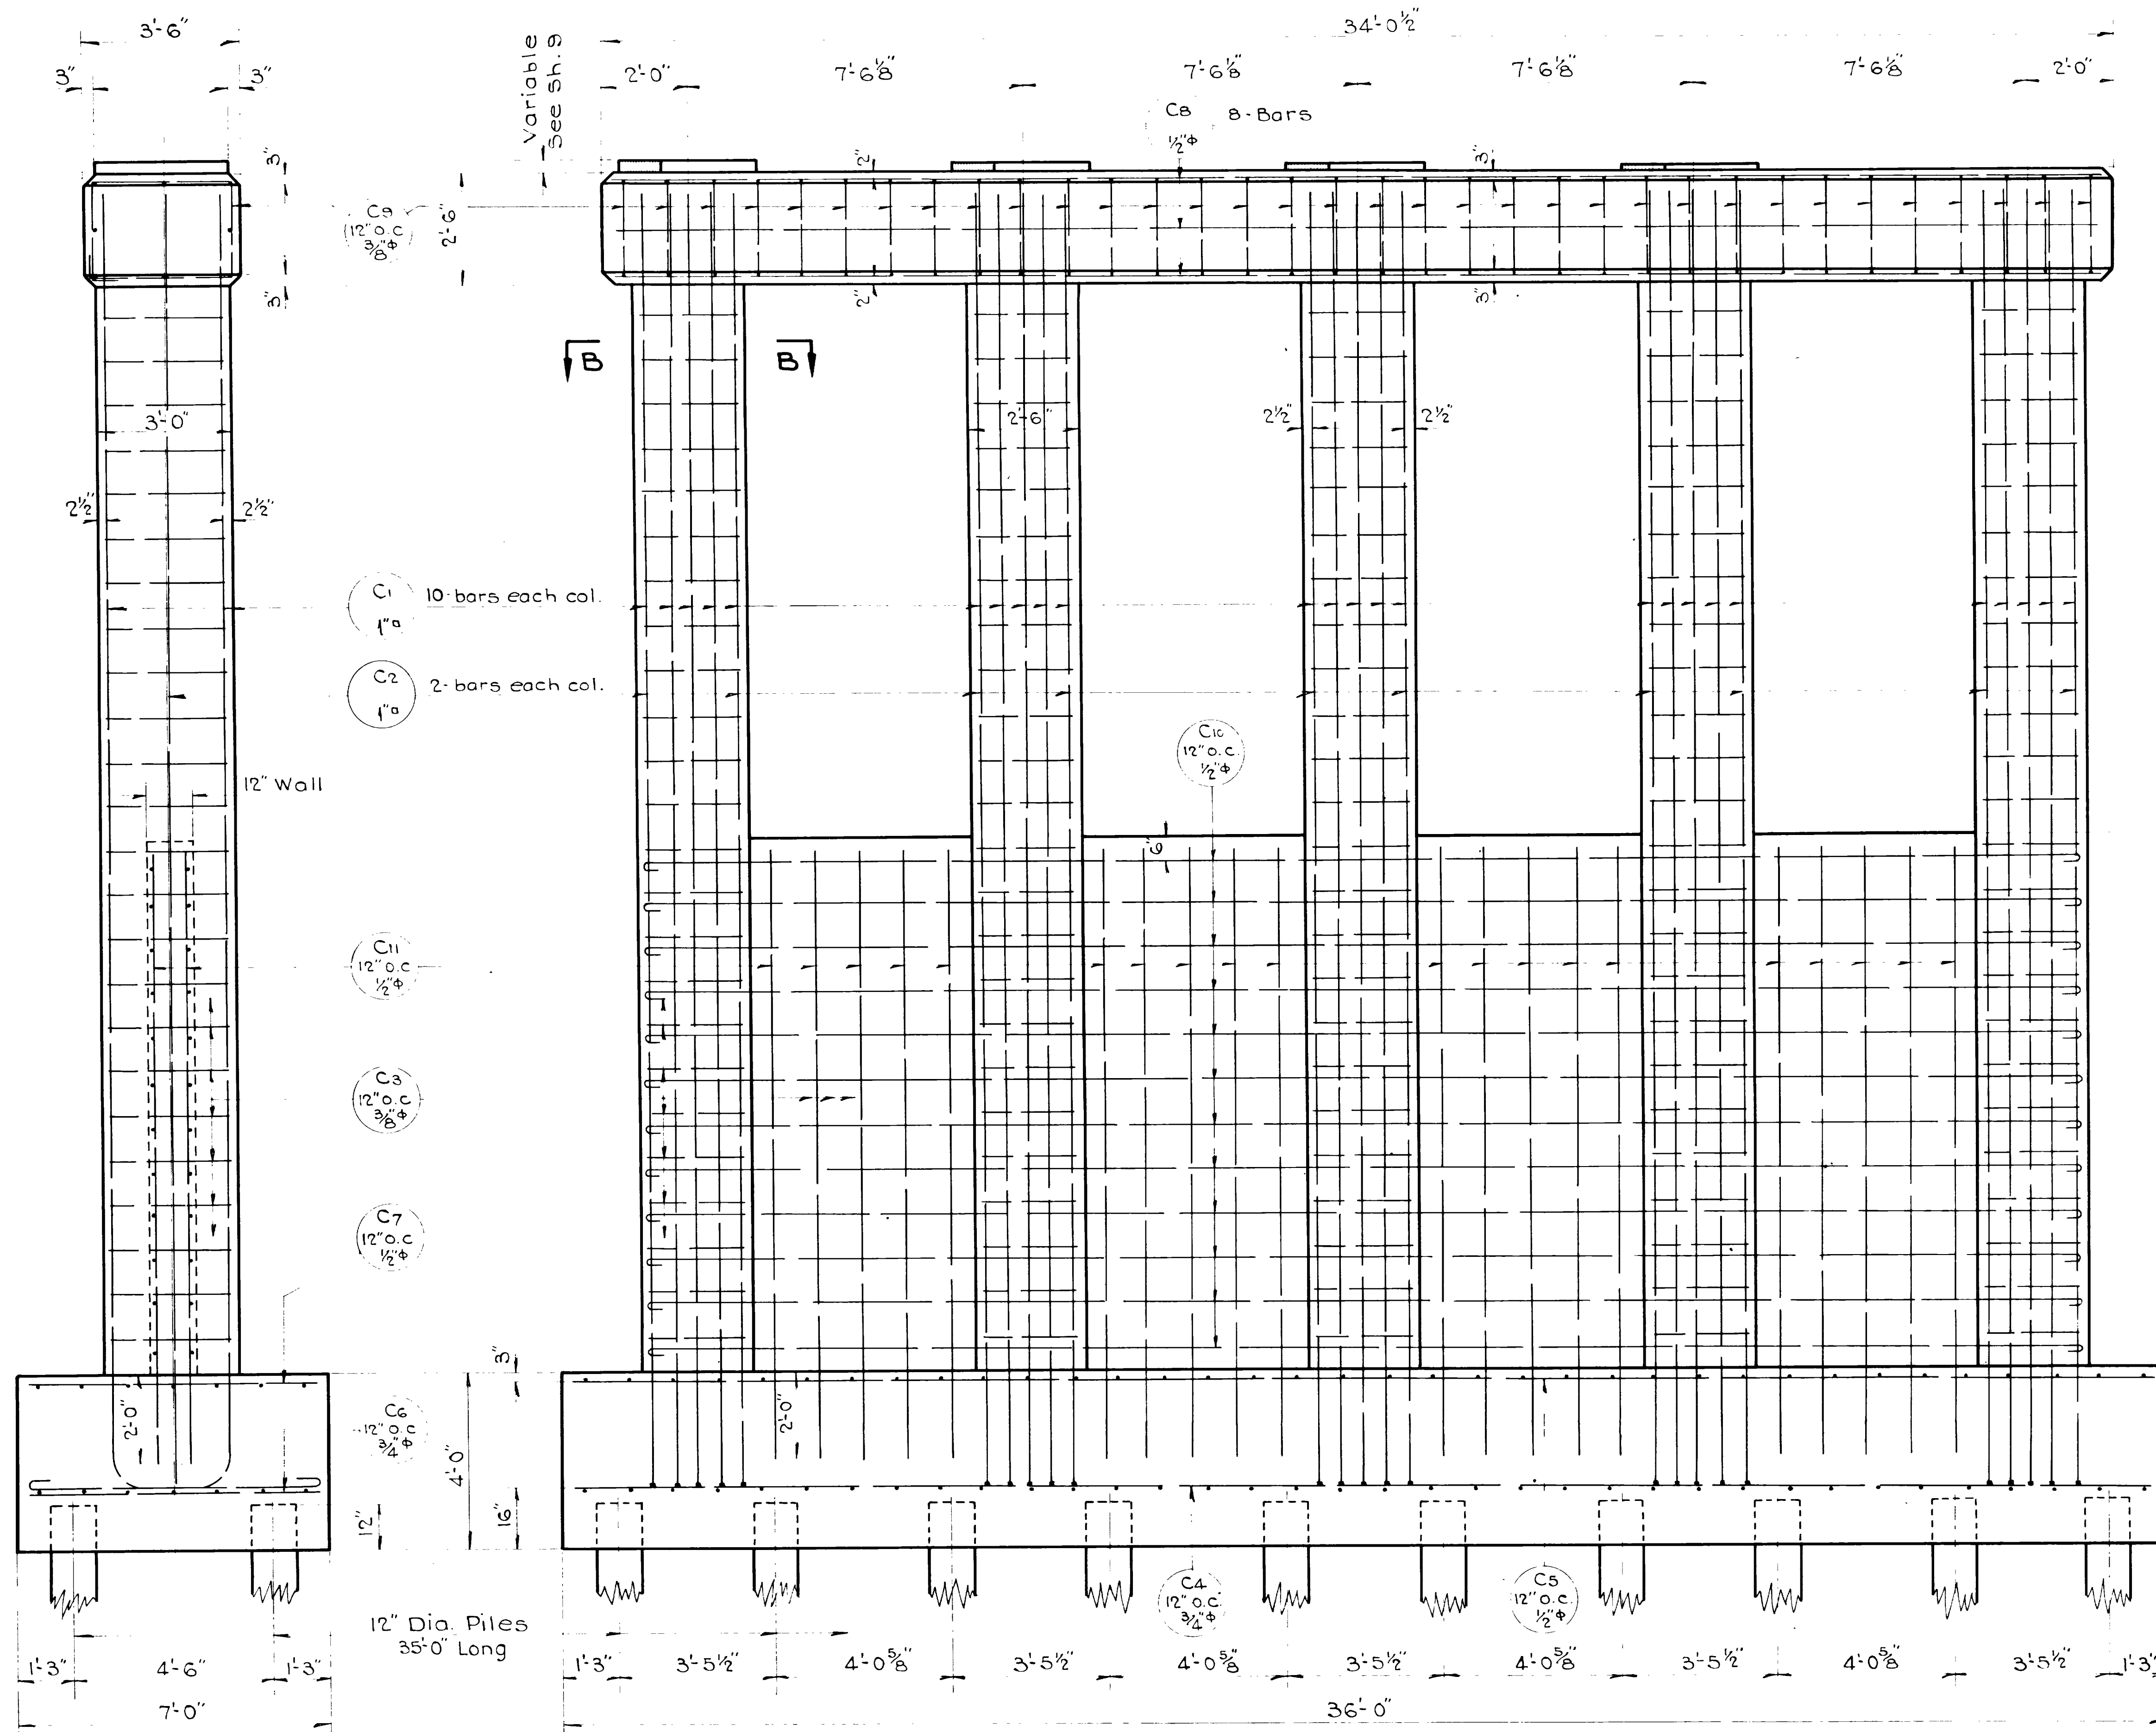 3'-6"
34'-0½"
3"
3"
Variable
See Sh. 9
2'-0"
7'-6⅛"
7'-6⅛"
7'-6⅛"
7'-6⅛"
2'-0"
C8
½"φ
8-Bars
3"
2"
3"
C9
12" O.C
⅜"φ
2'-6"
3"
2"
3"
B
B
3'-0"
2'-6"
2½"
2½"
2½"
2½"
C1
1"□
10-bars each col.
C2
1"□
2-bars each col.
C10
12" O.C.
½"φ
12" Wall
6"
C11
12" O.C
½"φ
C3
12" O.C
⅜"φ
C7
12" O.C
½"φ
3"
2'-0"
2'-0"
C6
12" O.C
¾"φ
4'-0"
12"
16"
C4
12" O.C.
¾"φ
C5
12" O.C.
½"φ
12" Dia. Piles
35'-0" Long
1'-3"
4'-6"
1'-3"
1'-3"
3'-5½"
4'-0⅝"
3'-5½"
4'-0⅝"
3'-5½"
4'-0⅝"
3'-5½"
4'-0⅝"
3'-5½"
1'-3"
7'-0"
36'-0"